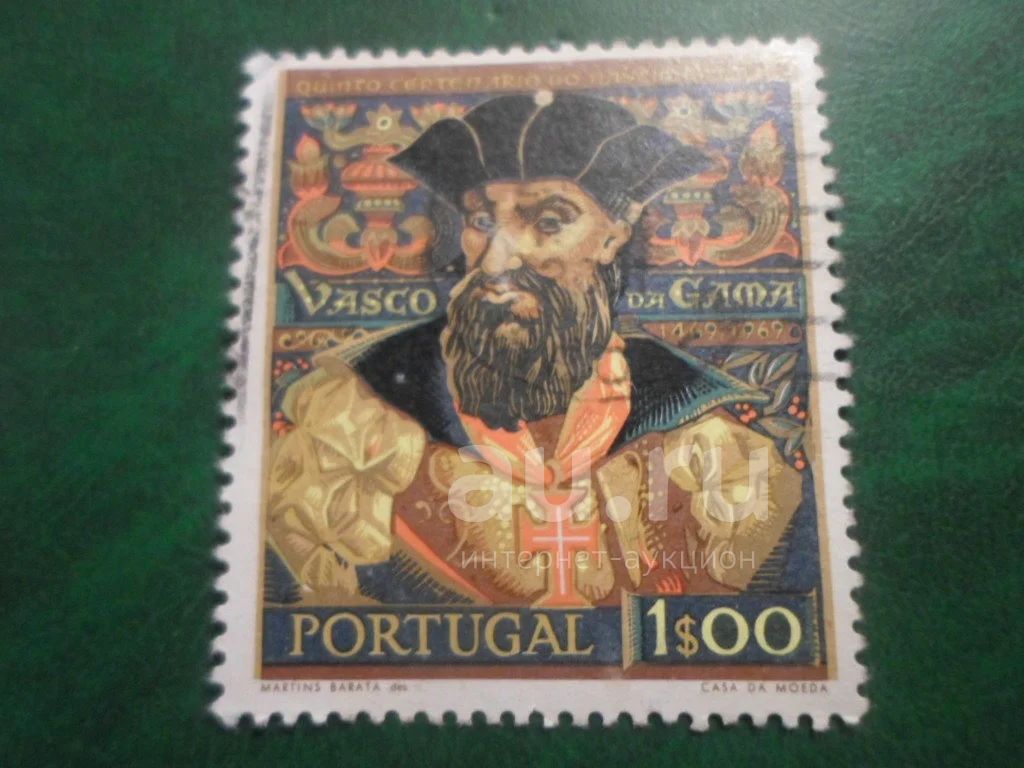 QUINTO CENTENARIO DO
VASCO DA GAMA
1469-1969
au.ru
интернет-аукцион
PORTUGAL 1$00
MARTINS BARATA des. CASA DA MOEDA